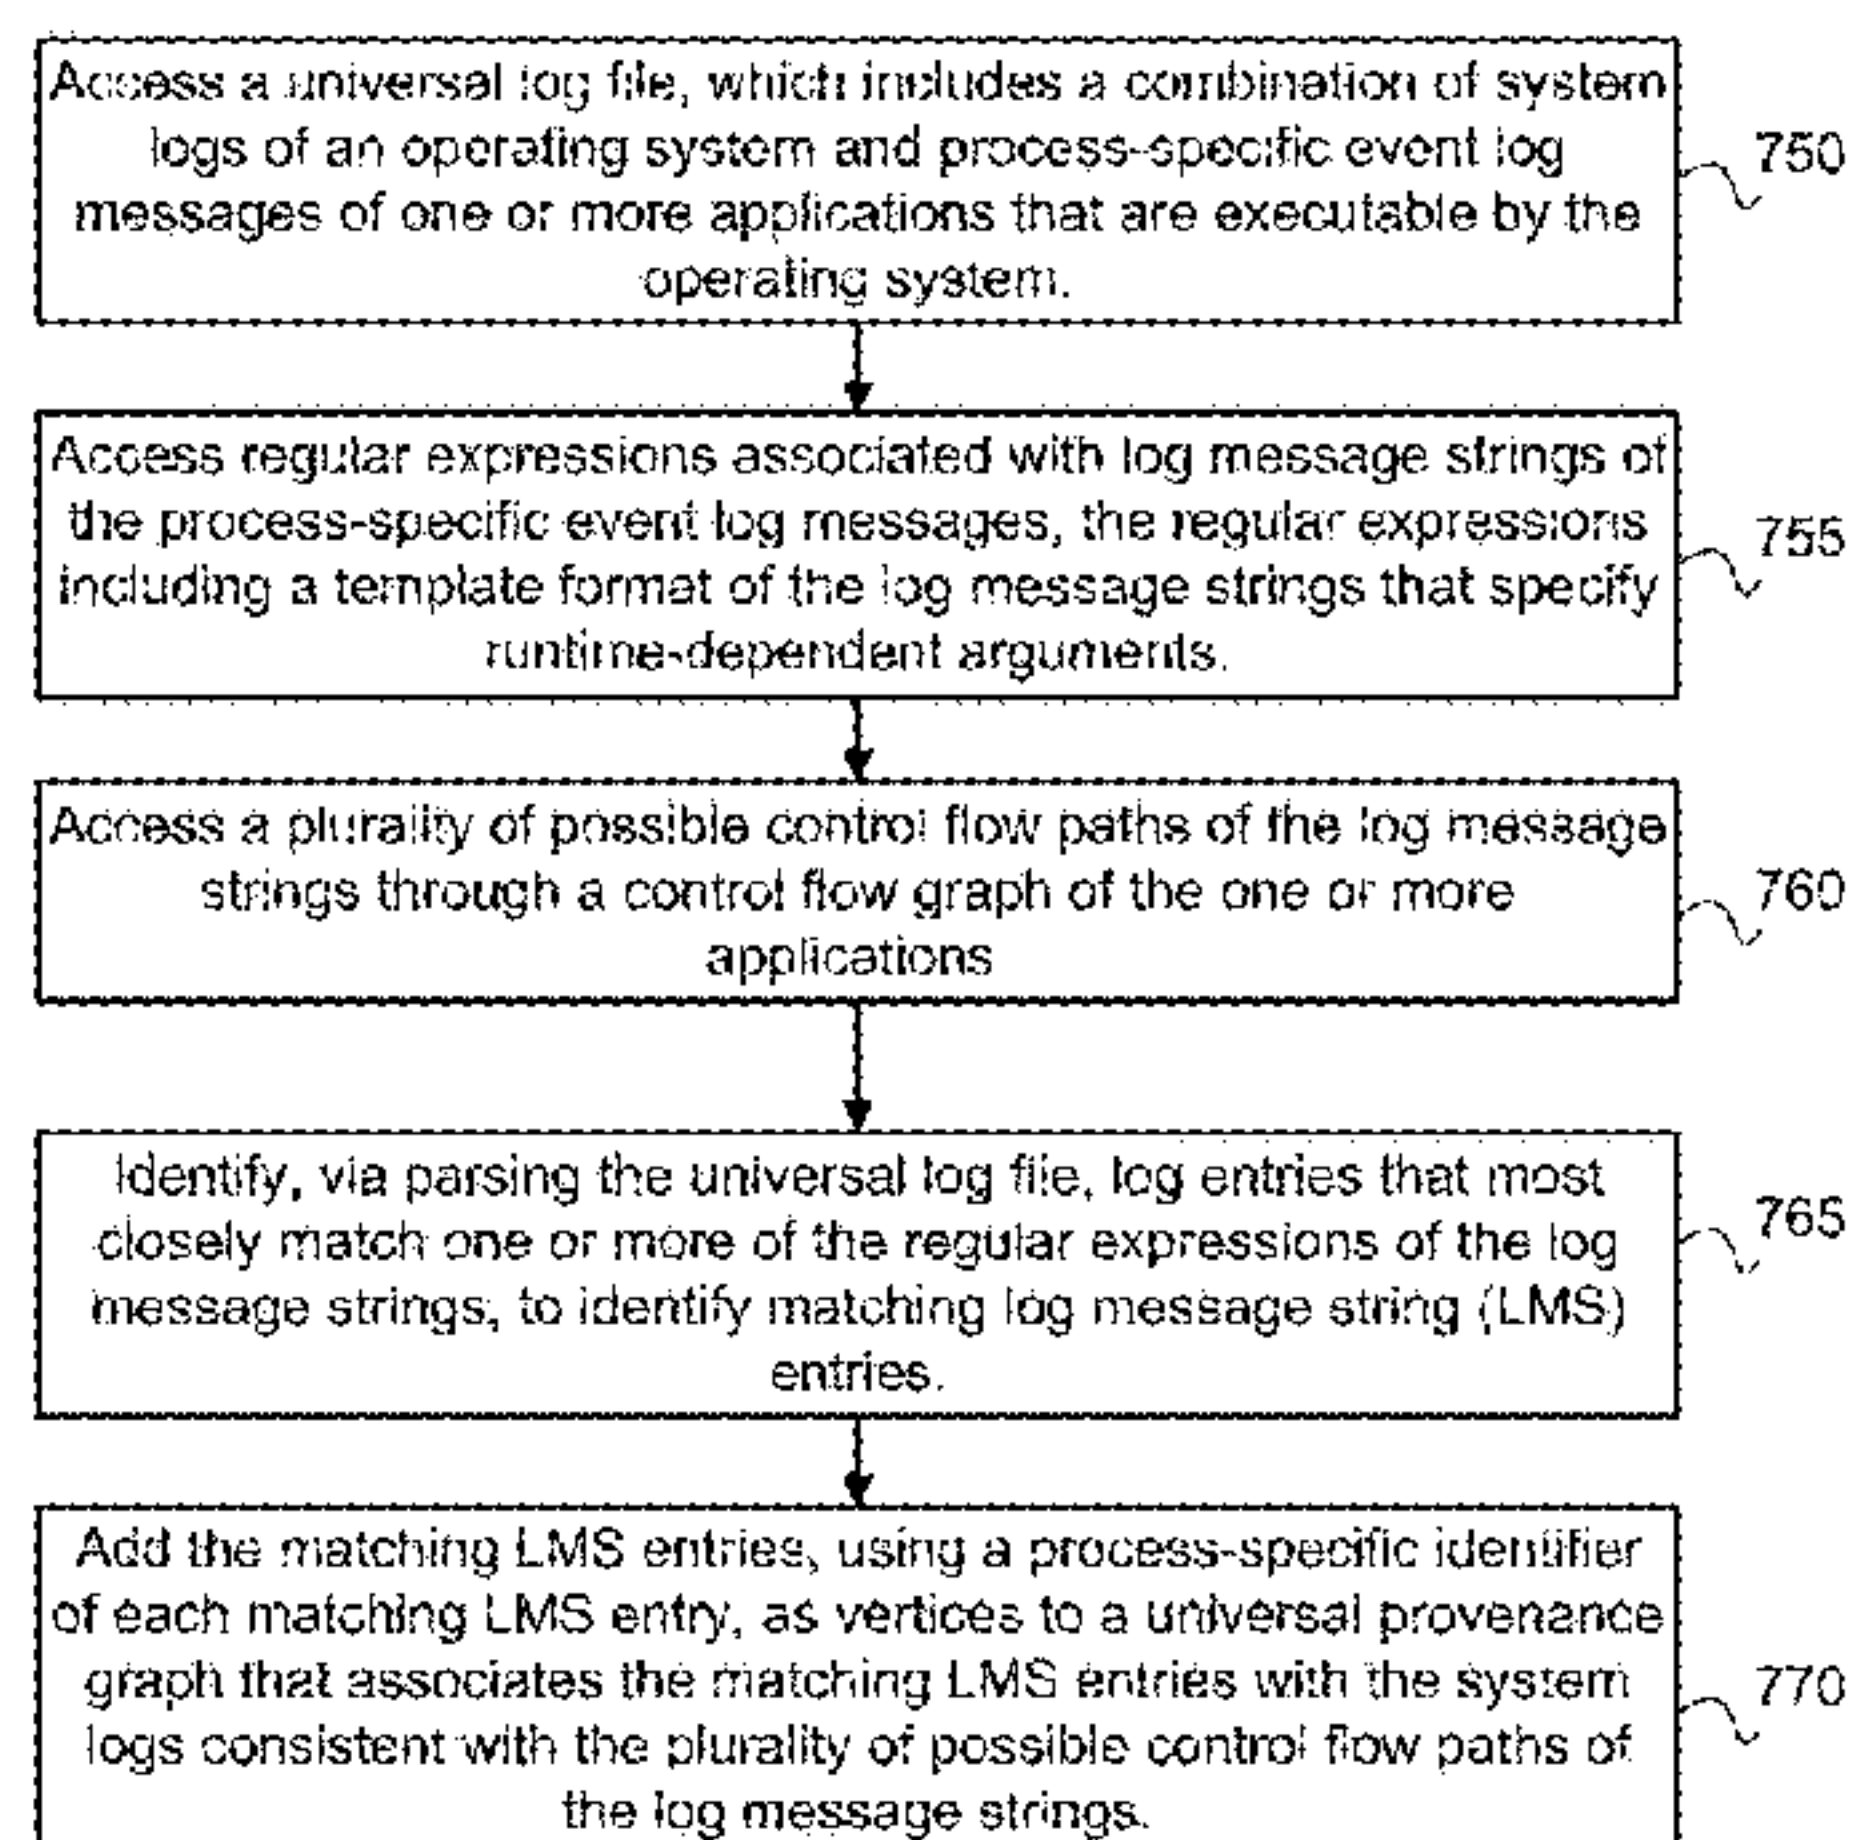 Access a universal log file, which includes a combination of system
logs of an operating system and process-specific event log
messages of one or more applications that are executable by the
operating system.
750
Access regular expressions associated with log message strings of
the process-specific event log messages, the regular expressions
including a template format of the log message strings that specify
runtime-dependent arguments.
755
Access a plurality of possible control flow paths of the log message
strings through a control flow graph of the one or more
applications
760
Identify, via parsing the universal log file, log entries that most
closely match one or more of the regular expressions of the log
message strings, to identify matching log message string (LMS)
entries.
765
Add the matching LMS entries, using a process-specific identifier
of each matching LMS entry, as vertices to a universal provenance
graph that associates the matching LMS entries with the system
logs consistent with the plurality of possible control flow paths of
the log message strings.
770